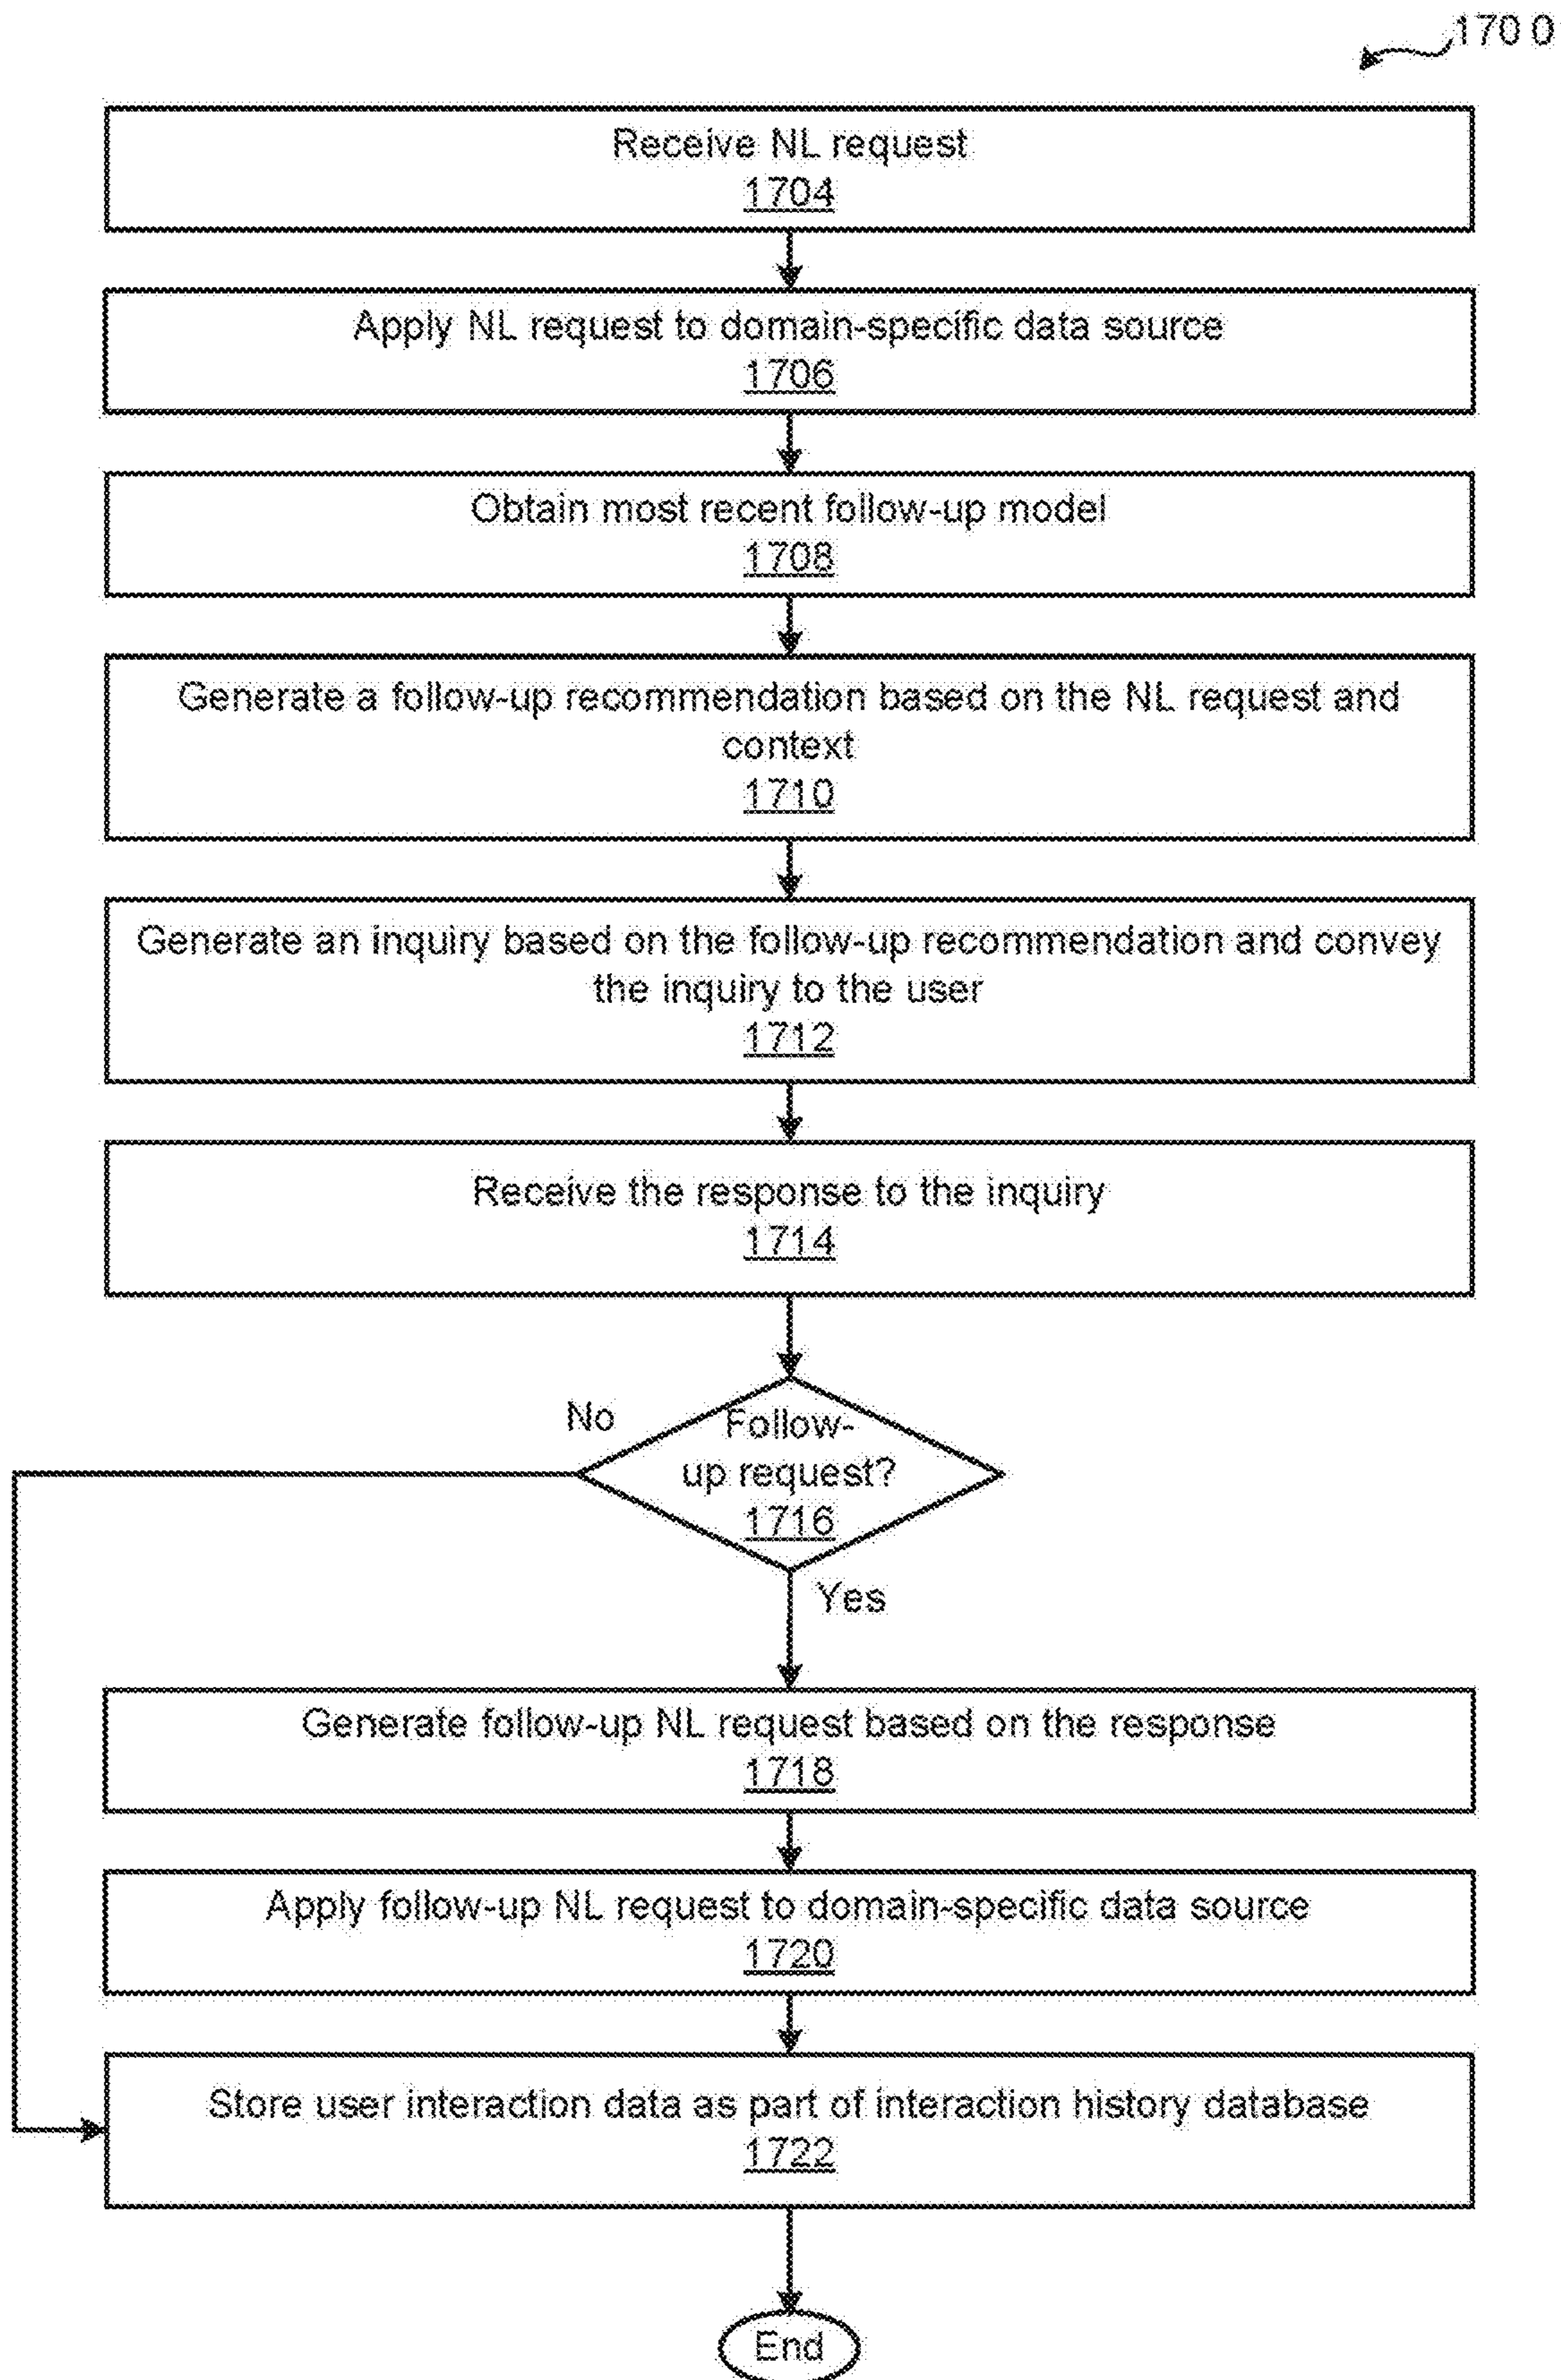 170 0
Receive NL request
1704
Apply NL request to domain-specific data source
1706
Obtain most recent follow-up model
1708
Generate a follow-up recommendation based on the NL request and
context
1710
Generate an inquiry based on the follow-up recommendation and convey
the inquiry to the user
1712
Receive the response to the inquiry
1714
No
Follow-
up request?
1716
Yes
Generate follow-up NL request based on the response
1718
Apply follow-up NL request to domain-specific data source
1720
Store user interaction data as part of interaction history database
1722
End